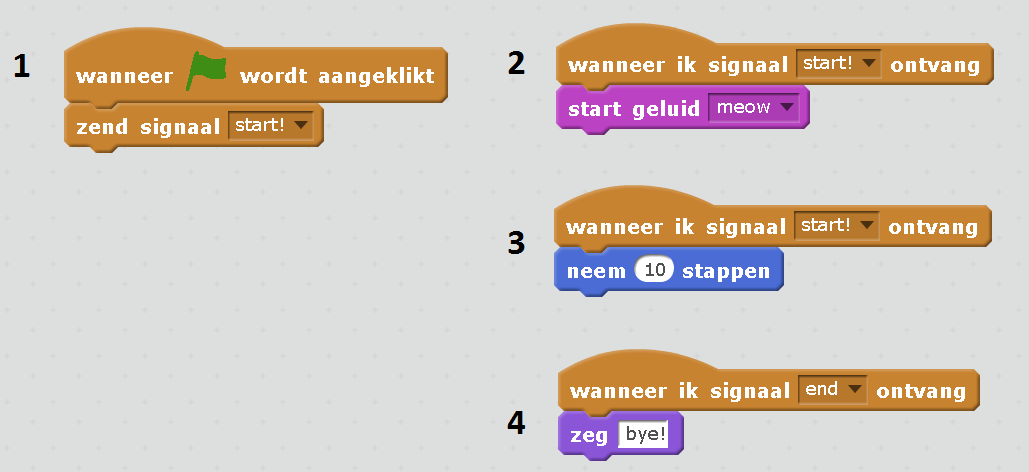 1
wanneer wordt aangeklikt
zend signaal start!
2
wanneer ik signaal start! ontvang
start geluid meow
3
wanneer ik signaal start! ontvang
neem 10 stappen
4
wanneer ik signaal end ontvang
zeg bye!